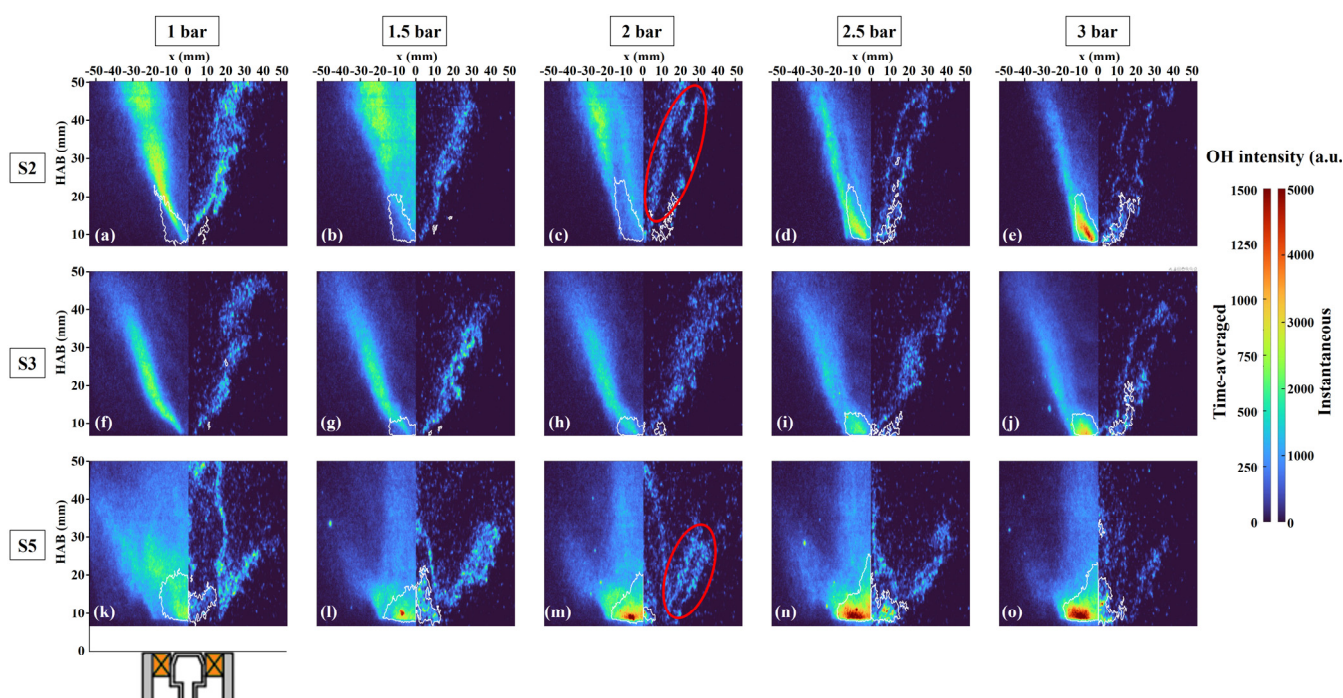 1 bar 1.5 bar 2 bar 2.5 bar 3 bar
x (mm) x (mm) x (mm) x (mm) x (mm)
-50-40-30-20-10 0 10 20 30 40 50 -50-40-30-20-10 0 10 20 30 40 50 -50-40-30-20-10 0 10 20 30 40 50 -50-40-30-20-10 0 10 20 30 40 50 -50-40-30-20-10 0 10 20 30 40 50
S2
HAB (mm)
50
40
30
20
10
(a) (b) (c) (d) (e)
S3
HAB (mm)
50
40
30
20
10
(f) (g) (h) (i) (j)
S5
HAB (mm)
50
40
30
20
10
(k) (l) (m) (n) (o)
0
OH intensity (a.u.
Time-averaged
1500
1250
1000
750
500
250
0
Instantaneous
5000
4000
3000
2000
1000
0